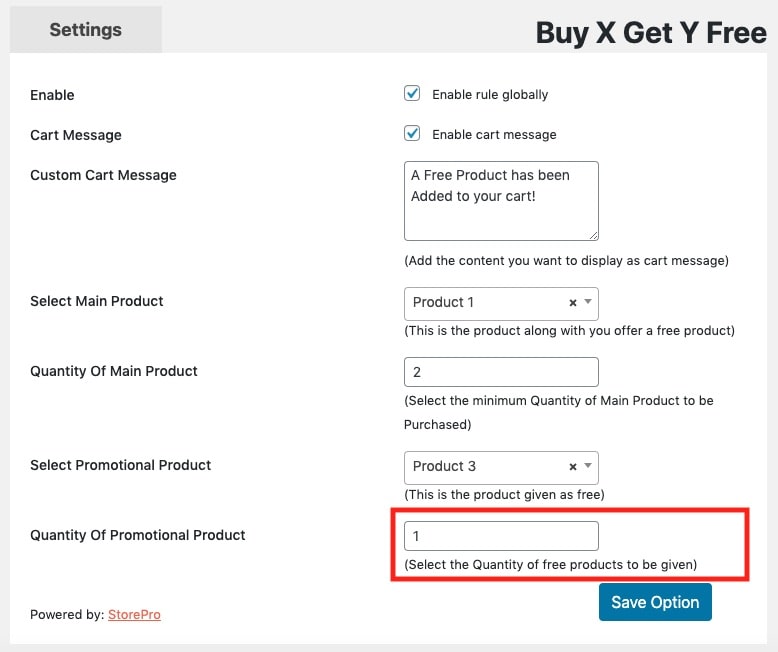 Settings
Buy X Get Y Free
Enable
Enable rule globally
Cart Message
Enable cart message
Custom Cart Message
A Free Product has been
Added to your cart!
(Add the content you want to display as cart message)
Select Main Product
Product 1 ×
(This is the product along with you offer a free product)
Quantity Of Main Product
2
(Select the minimum Quantity of Main Product to be
Purchased)
Select Promotional Product
Product 3 ×
(This is the product given as free)
Quantity Of Promotional Product
1
(Select the Quantity of free products to be given)
Powered by: StorePro
Save Option